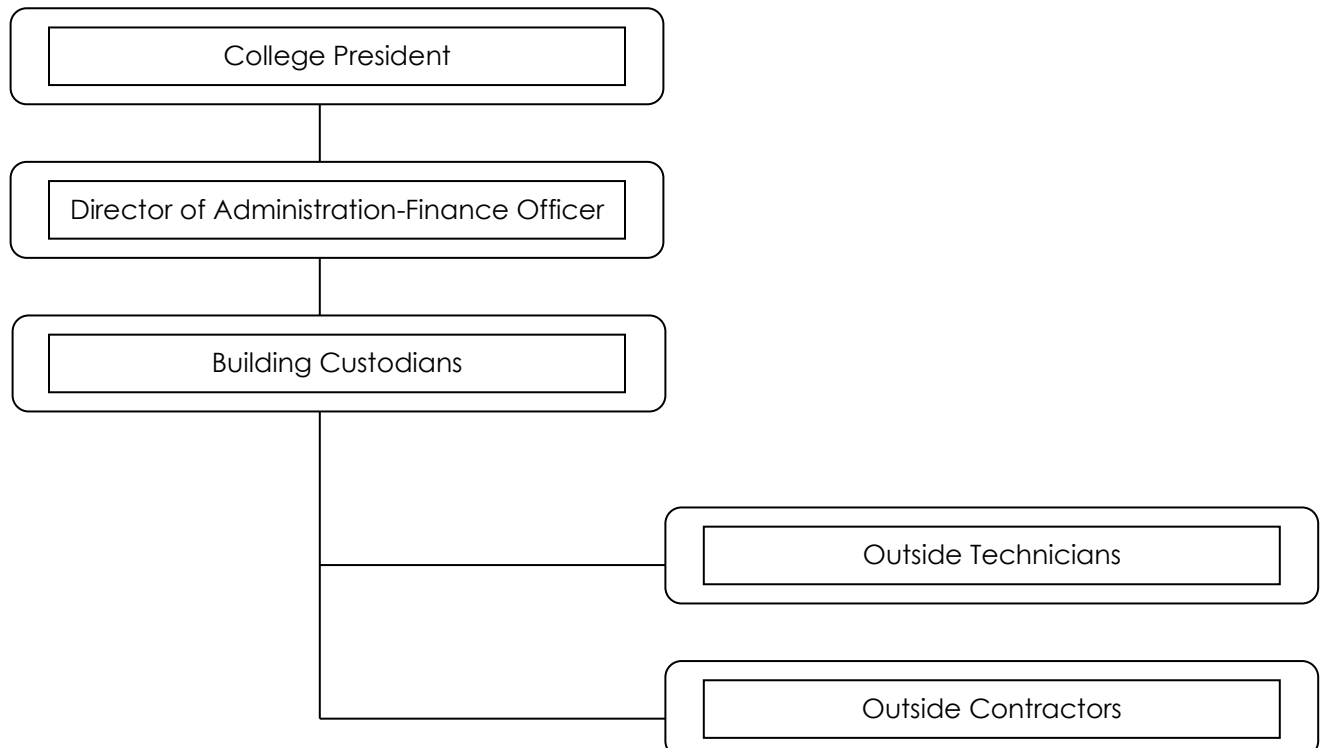 College President
Director of Administration-Finance Officer
Building Custodians
Outside Technicians
Outside Contractors